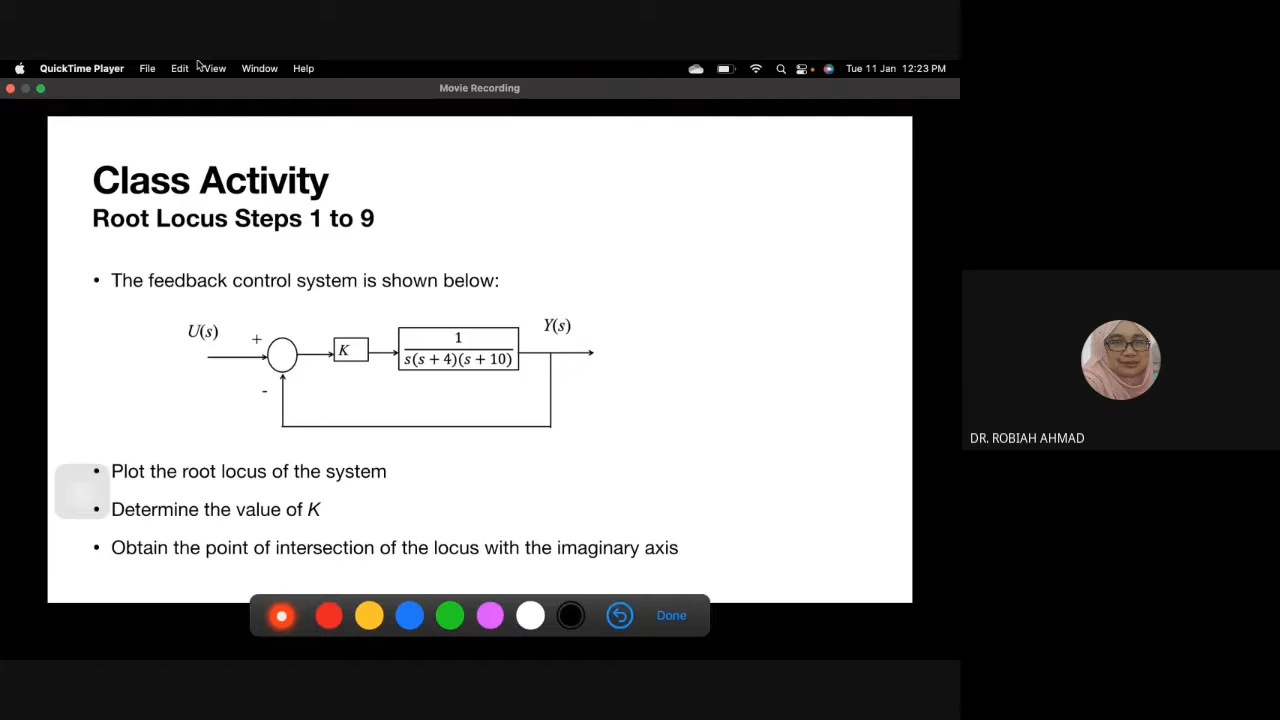 QuickTime Player File Edit View Window Help Tue 11 Jan 12:23 PM
Movie Recording
Class Activity
Root Locus Steps 1 to 9
• The feedback control system is shown below:
U(s)
+
K
1
s(s + 4)(s + 10)
Y(s)
-
• Plot the root locus of the system
• Determine the value of K
• Obtain the point of intersection of the locus with the imaginary axis
Done
DR. ROBIAH AHMAD